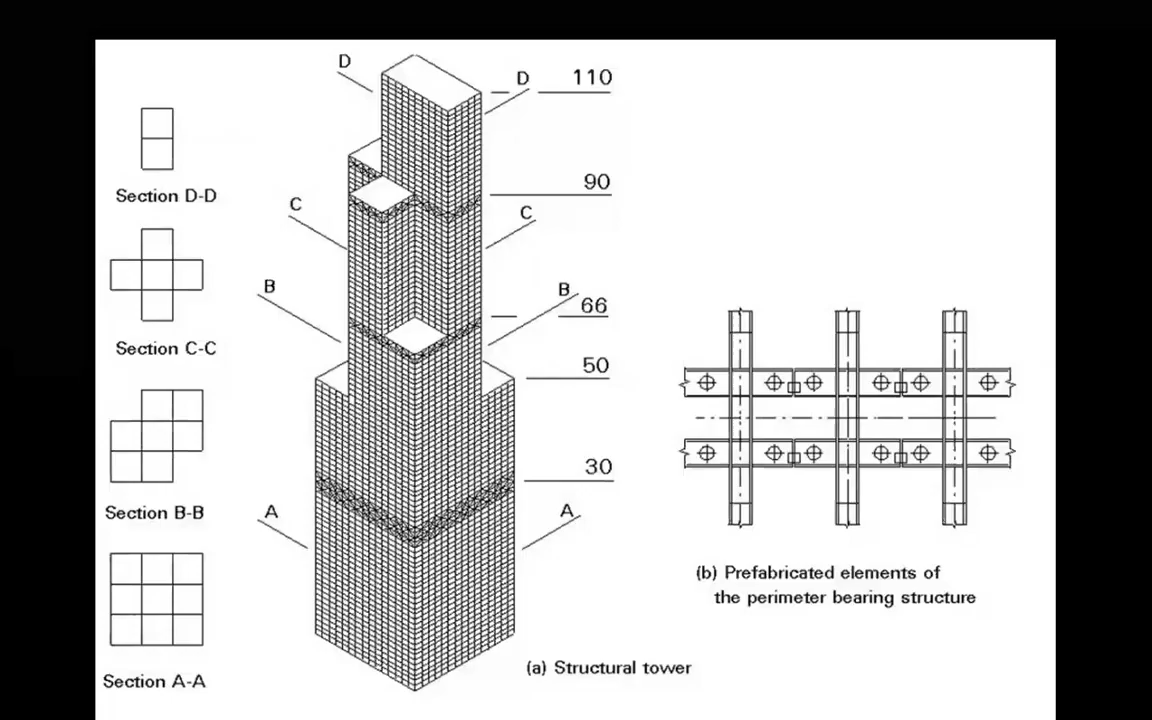 D
D
110
Section D-D
90
C
C
Section C-C
B
B
66
50
30
Section B-B
A
A
(b) Prefabricated elements of
the perimeter bearing structure
(a) Structural tower
Section A-A